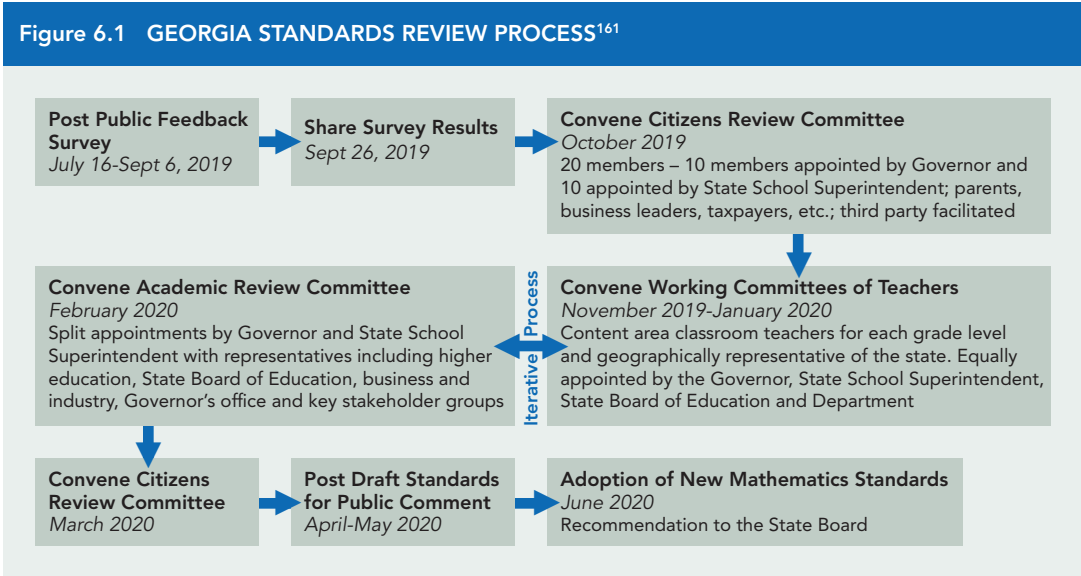 Figure 6.1 GEORGIA STANDARDS REVIEW PROCESS161
Post Public Feedback
Survey
July 16-Sept 6, 2019
Share Survey Results
Sept 26, 2019
Convene Citizens Review Committee
October 2019
20 members – 10 members appointed by Governor and
10 appointed by State School Superintendent; parents,
business leaders, taxpayers, etc.; third party facilitated
Convene Working Committees of Teachers
November 2019-January 2020
Content area classroom teachers for each grade level
and geographically representative of the state. Equally
appointed by the Governor, State School Superintendent,
State Board of Education and Department
Iterative Process
Convene Academic Review Committee
February 2020
Split appointments by Governor and State School
Superintendent with representatives including higher
education, State Board of Education, business and
industry, Governor’s office and key stakeholder groups
Convene Citizens
Review Committee
March 2020
Post Draft Standards
for Public Comment
April-May 2020
Adoption of New Mathematics Standards
June 2020
Recommendation to the State Board